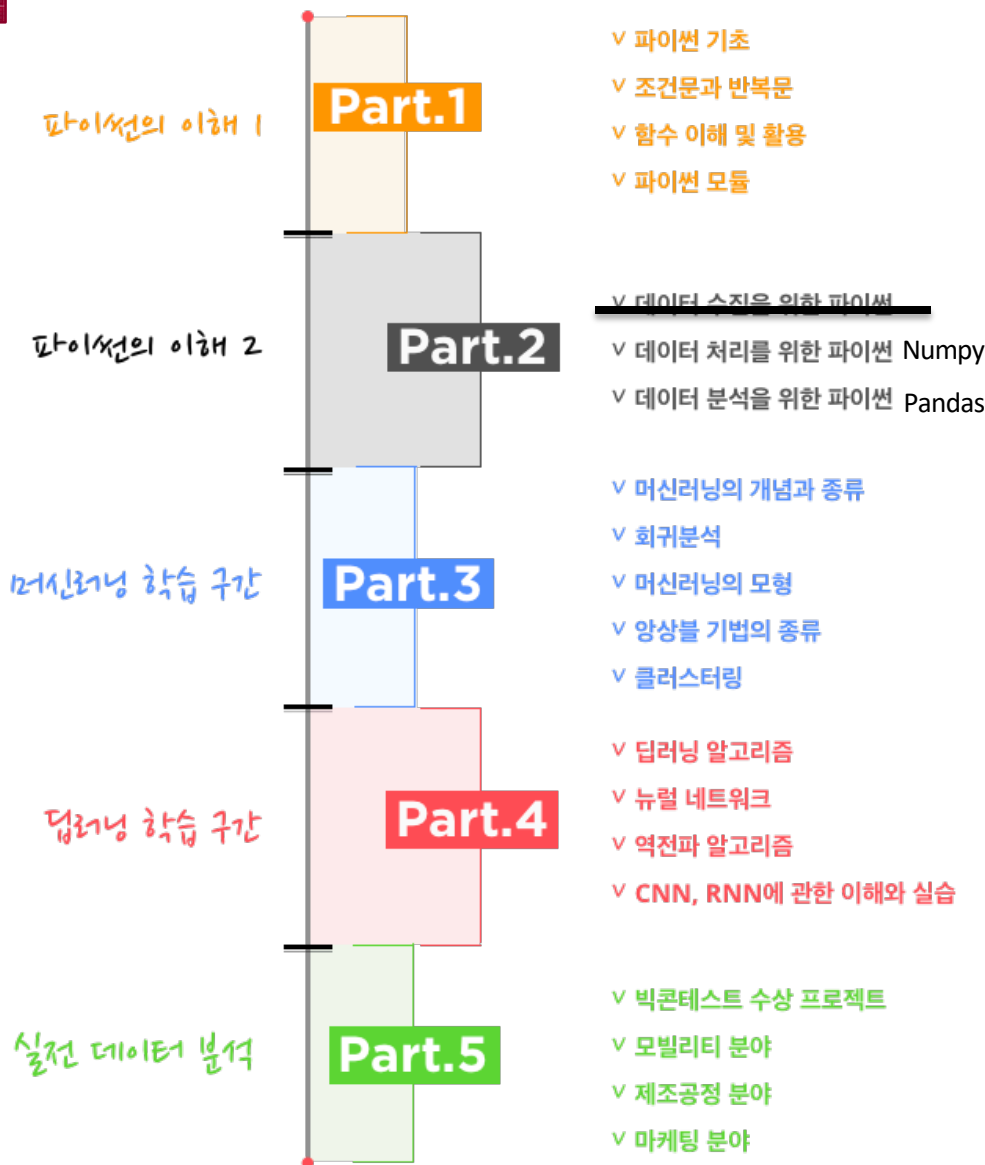 파이썬의 이해 1
Part.1
∨ 파이썬 기초
∨ 조건문과 반복문
∨ 함수 이해 및 활용
∨ 파이썬 모듈
파이썬의 이해 2
Part.2
∨ 데이터 수집을 위한 파이썬
∨ 데이터 처리를 위한 파이썬 Numpy
∨ 데이터 분석을 위한 파이썬 Pandas
머신러닝 학습 구간
Part.3
∨ 머신러닝의 개념과 종류
∨ 회귀분석
∨ 머신러닝의 모형
∨ 앙상블 기법의 종류
∨ 클러스터링
딥러닝 학습 구간
Part.4
∨ 딥러닝 알고리즘
∨ 뉴럴 네트워크
∨ 역전파 알고리즘
∨ CNN, RNN에 관한 이해와 실습
실전 데이터 분석
Part.5
∨ 빅콘테스트 수상 프로젝트
∨ 모빌리티 분야
∨ 제조공정 분야
∨ 마케팅 분야